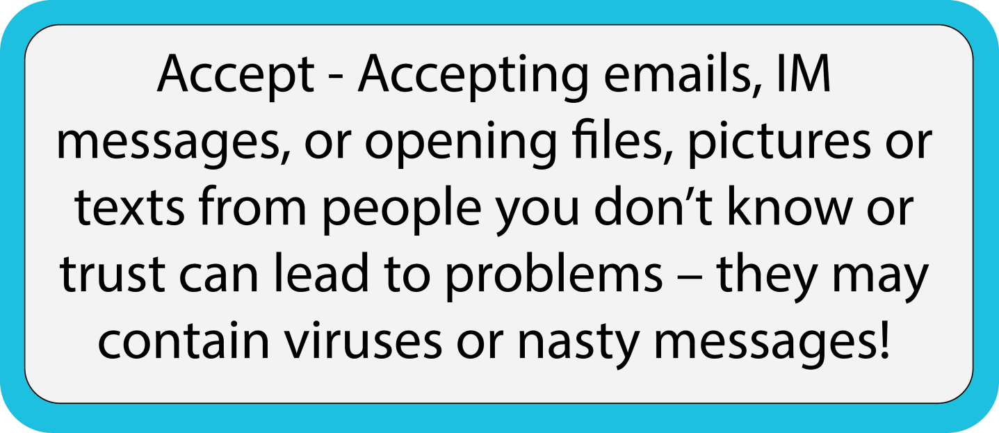 Accept - Accepting emails, IM
messages, or opening files, pictures or
texts from people you don’t know or
trust can lead to problems – they may
contain viruses or nasty messages!